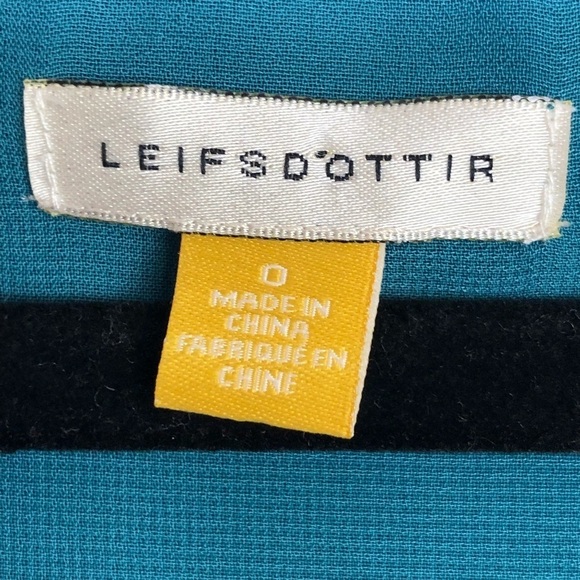 LEIFSDOTTIR
0
MADE IN
CHINA
FABRIQUE EN
CHINE